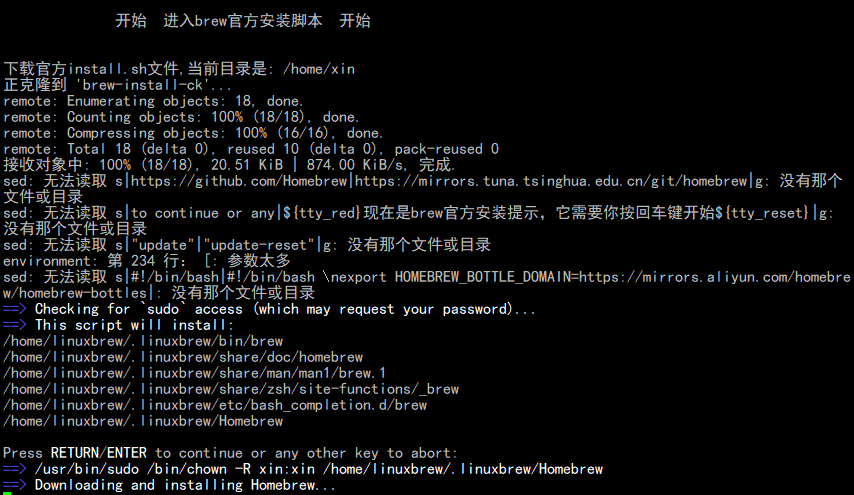 开始  进入brew官方安装脚本  开始
下载官方install.sh文件,当前目录是: /home/xin
正克隆到 'brew-install-ck'...
remote: Enumerating objects: 18, done.
remote: Counting objects: 100% (18/18), done.
remote: Compressing objects: 100% (16/16), done.
remote: Total 18 (delta 0), reused 10 (delta 0), pack-reused 0
接收对象中: 100% (18/18), 20.51 KiB | 874.00 KiB/s, 完成.
sed: 无法读取 s|https://github.com/Homebrew|https://mirrors.tuna.tsinghua.edu.cn/git/homebrew|g: 没有那个
文件或目录
sed: 无法读取 s|to continue or any|${tty_red}现在是brew官方安装提示，它需要你按回车键开始${tty_reset}|g:
没有那个文件或目录
sed: 无法读取 s|"update"|"update-reset"|g: 没有那个文件或目录
environment: 第 234 行： [: 参数太多
sed: 无法读取 s|#!/bin/bash|#!/bin/bash \nexport HOMEBREW_BOTTLE_DOMAIN=https://mirrors.aliyun.com/homebre
w/homebrew-bottles|: 没有那个文件或目录
==> Checking for `sudo` access (which may request your password)...
==> This script will install:
/home/linuxbrew/.linuxbrew/bin/brew
/home/linuxbrew/.linuxbrew/share/doc/homebrew
/home/linuxbrew/.linuxbrew/share/man/man1/brew.1
/home/linuxbrew/.linuxbrew/share/zsh/site-functions/_brew
/home/linuxbrew/.linuxbrew/etc/bash_completion.d/brew
/home/linuxbrew/.linuxbrew/Homebrew
Press RETURN/ENTER to continue or any other key to abort:
==> /usr/bin/sudo /bin/chown -R xin:xin /home/linuxbrew/.linuxbrew/Homebrew
==> Downloading and installing Homebrew...